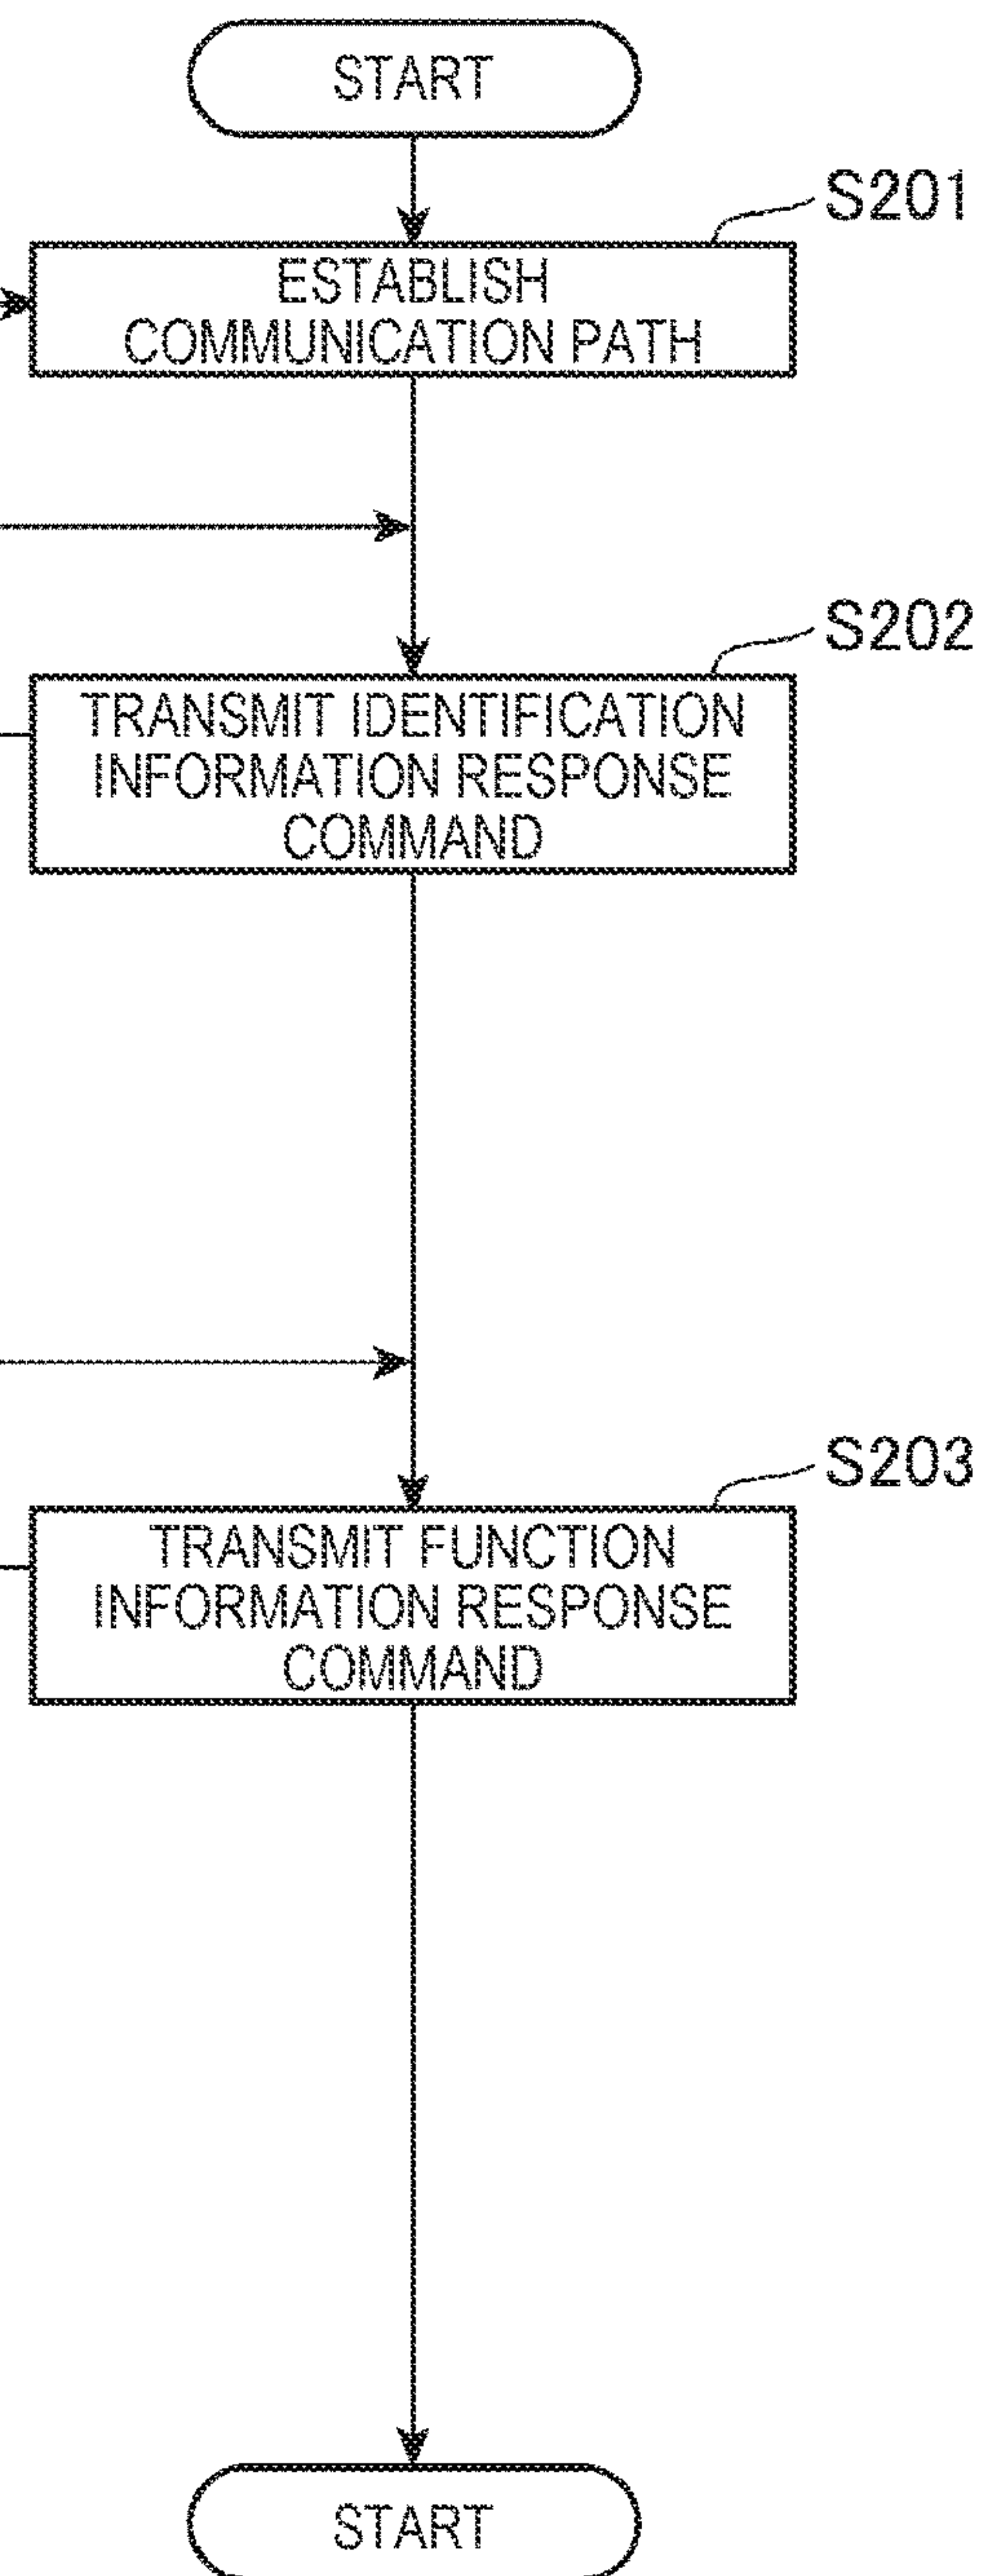 START
S201
ESTABLISH
COMMUNICATION PATH
S202
TRANSMIT IDENTIFICATION
INFORMATION RESPONSE
COMMAND
S203
TRANSMIT FUNCTION
INFORMATION RESPONSE
COMMAND
START